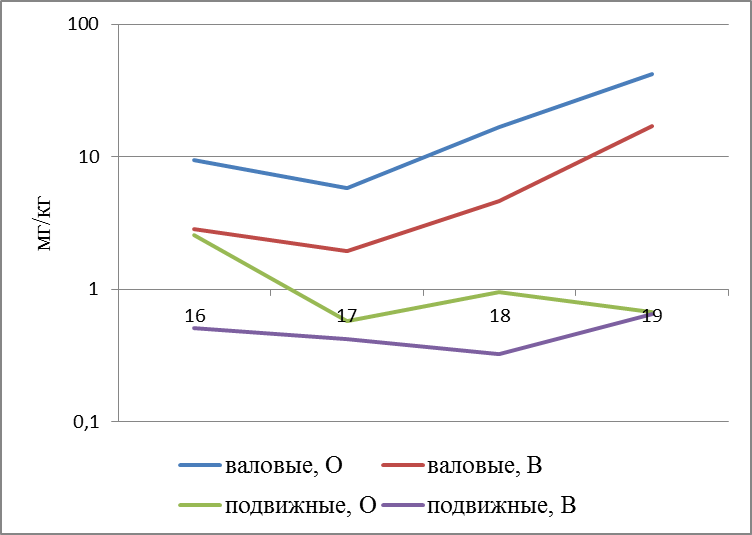 100
10
1
0,1
мг/кг
16 17 18 19
валовые, О валовые, В
подвижные, О подвижные, В